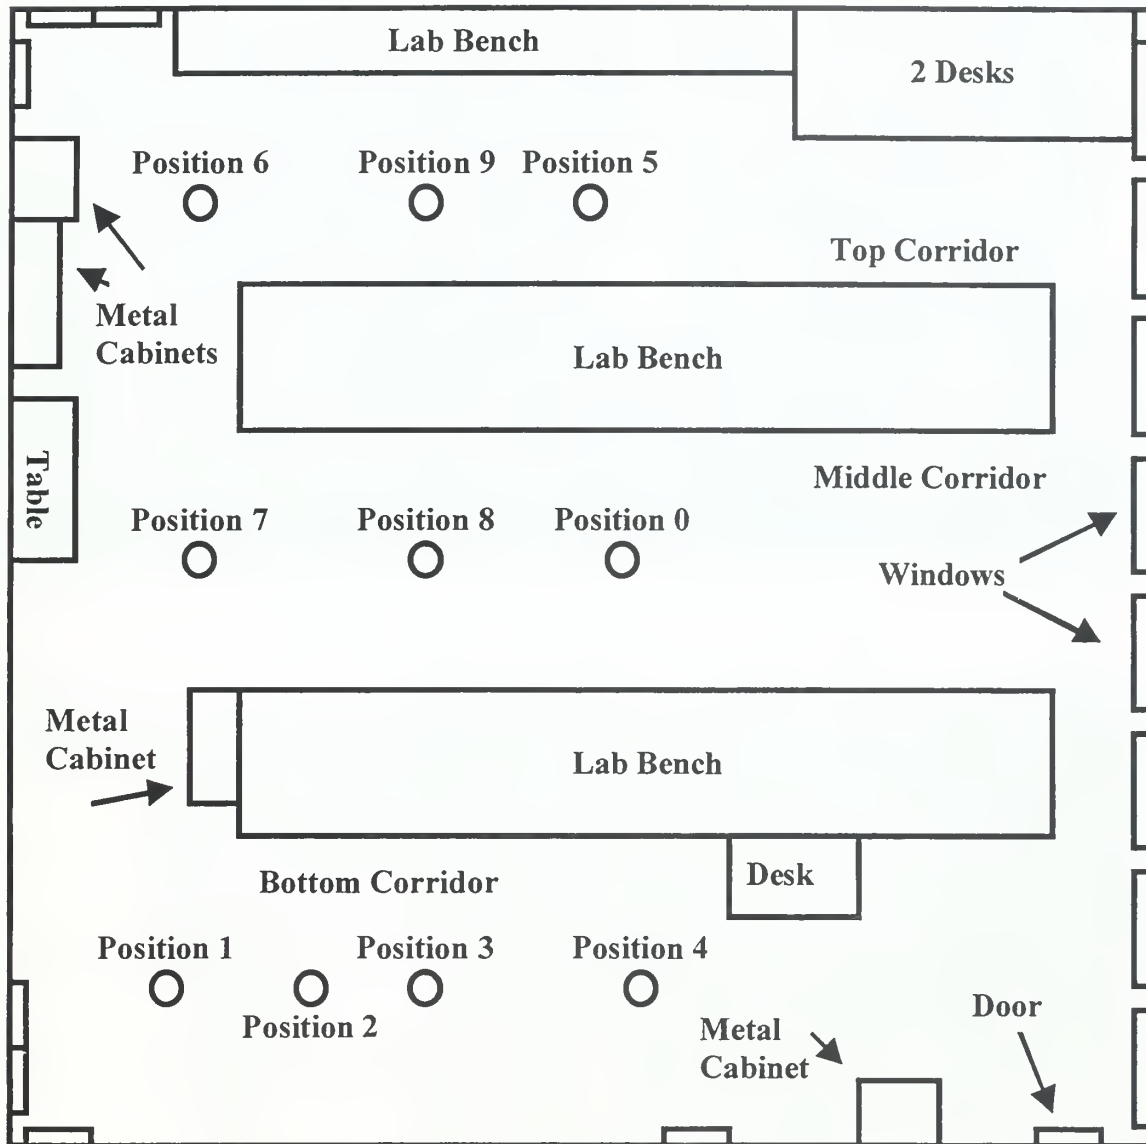 Lab Bench
2 Desks
Position 6
Position 9
Position 5
Top Corridor
Metal
Cabinets
Lab Bench
Table
Middle Corridor
Position 7
Position 8
Position 0
Windows
Metal
Cabinet
Lab Bench
Bottom Corridor
Desk
Position 1
Position 3
Position 4
Position 2
Door
Metal
Cabinet